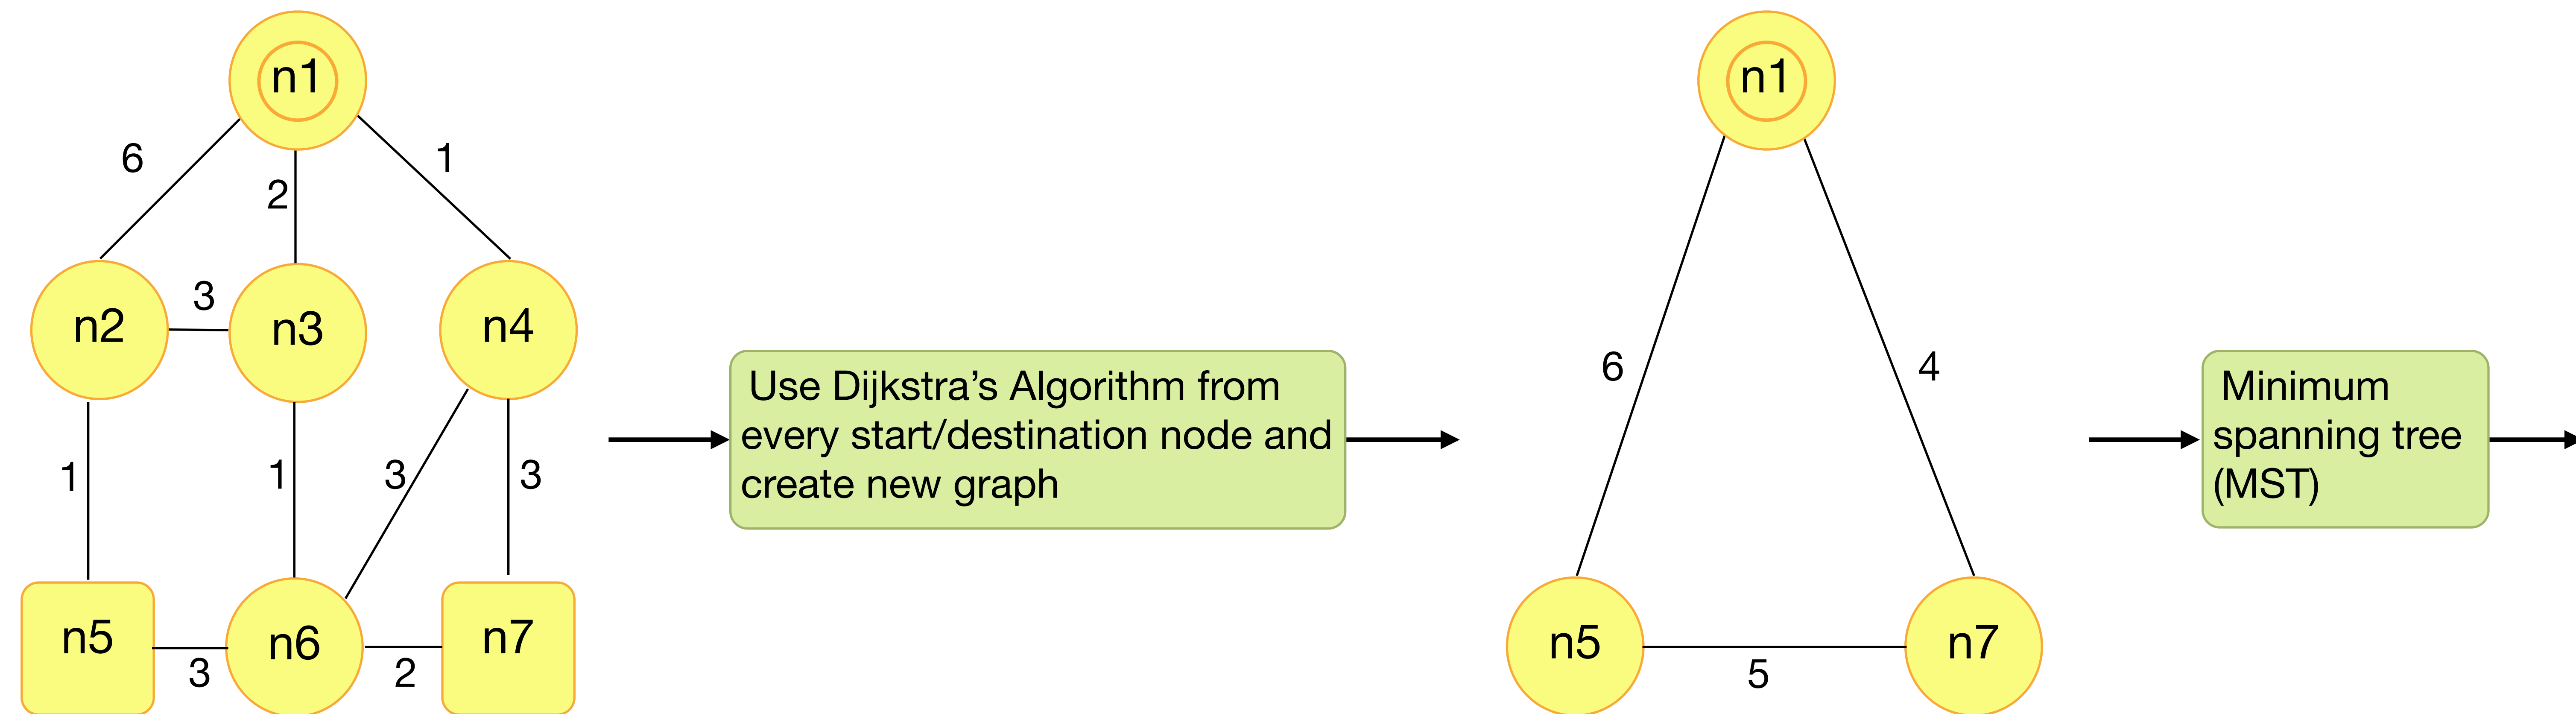 n1
6
2
1
n2
3
n3
n4
1
1
3
3
n5
3
n6
2
n7
Use Dijkstra’s Algorithm from
every start/destination node and
create new graph
n1
6
4
n5
5
n7
Minimum
spanning tree
(MST)